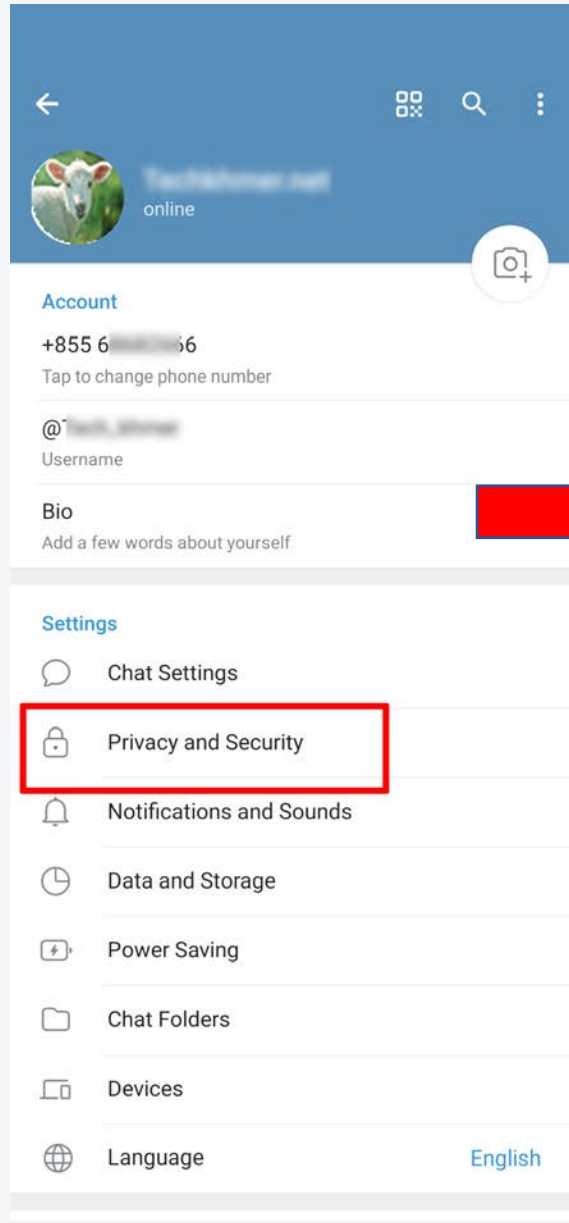 online
Account
+855 6 66
Tap to change phone number
@
Username
Bio
Add a few words about yourself
Settings
Chat Settings
Privacy and Security
Notifications and Sounds
Data and Storage
Power Saving
Chat Folders
Devices
Language English